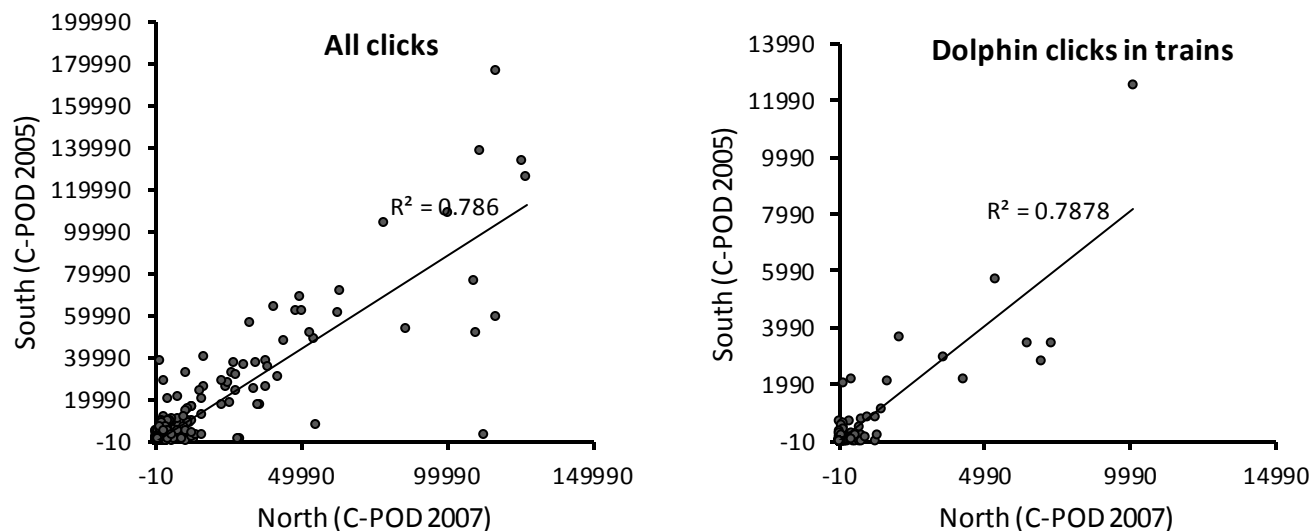 All clicks
199990
179990
159990
139990
119990
99990
79990
59990
39990
19990
-10
South (C-POD 2005)
R² = 0.786
-10 49990 99990 149990
North (C-POD 2007)
Dolphin clicks in trains
13990
11990
9990
7990
5990
3990
1990
-10
South (C-POD 2005)
R² = 0.7878
-10 4990 9990 14990
North (C-POD 2007)